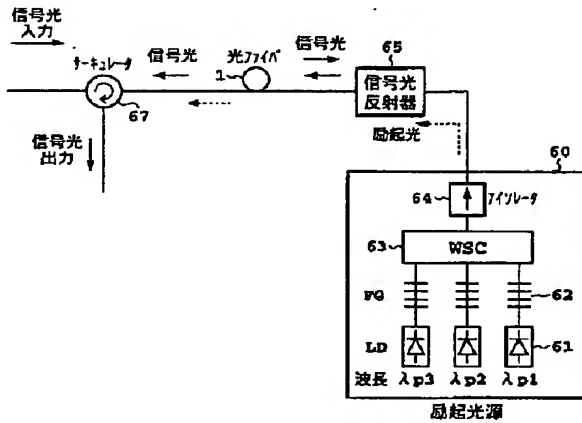 信号光
入力
サーキュレータ
67
信号光
光ファイバ
1
信号光
65
信号光
反射器
励起光
信号光
出力
60
64
アイソレータ
63
WSC
FG
62
LD
61
波長
λp3
λp2
λp1
励起光源